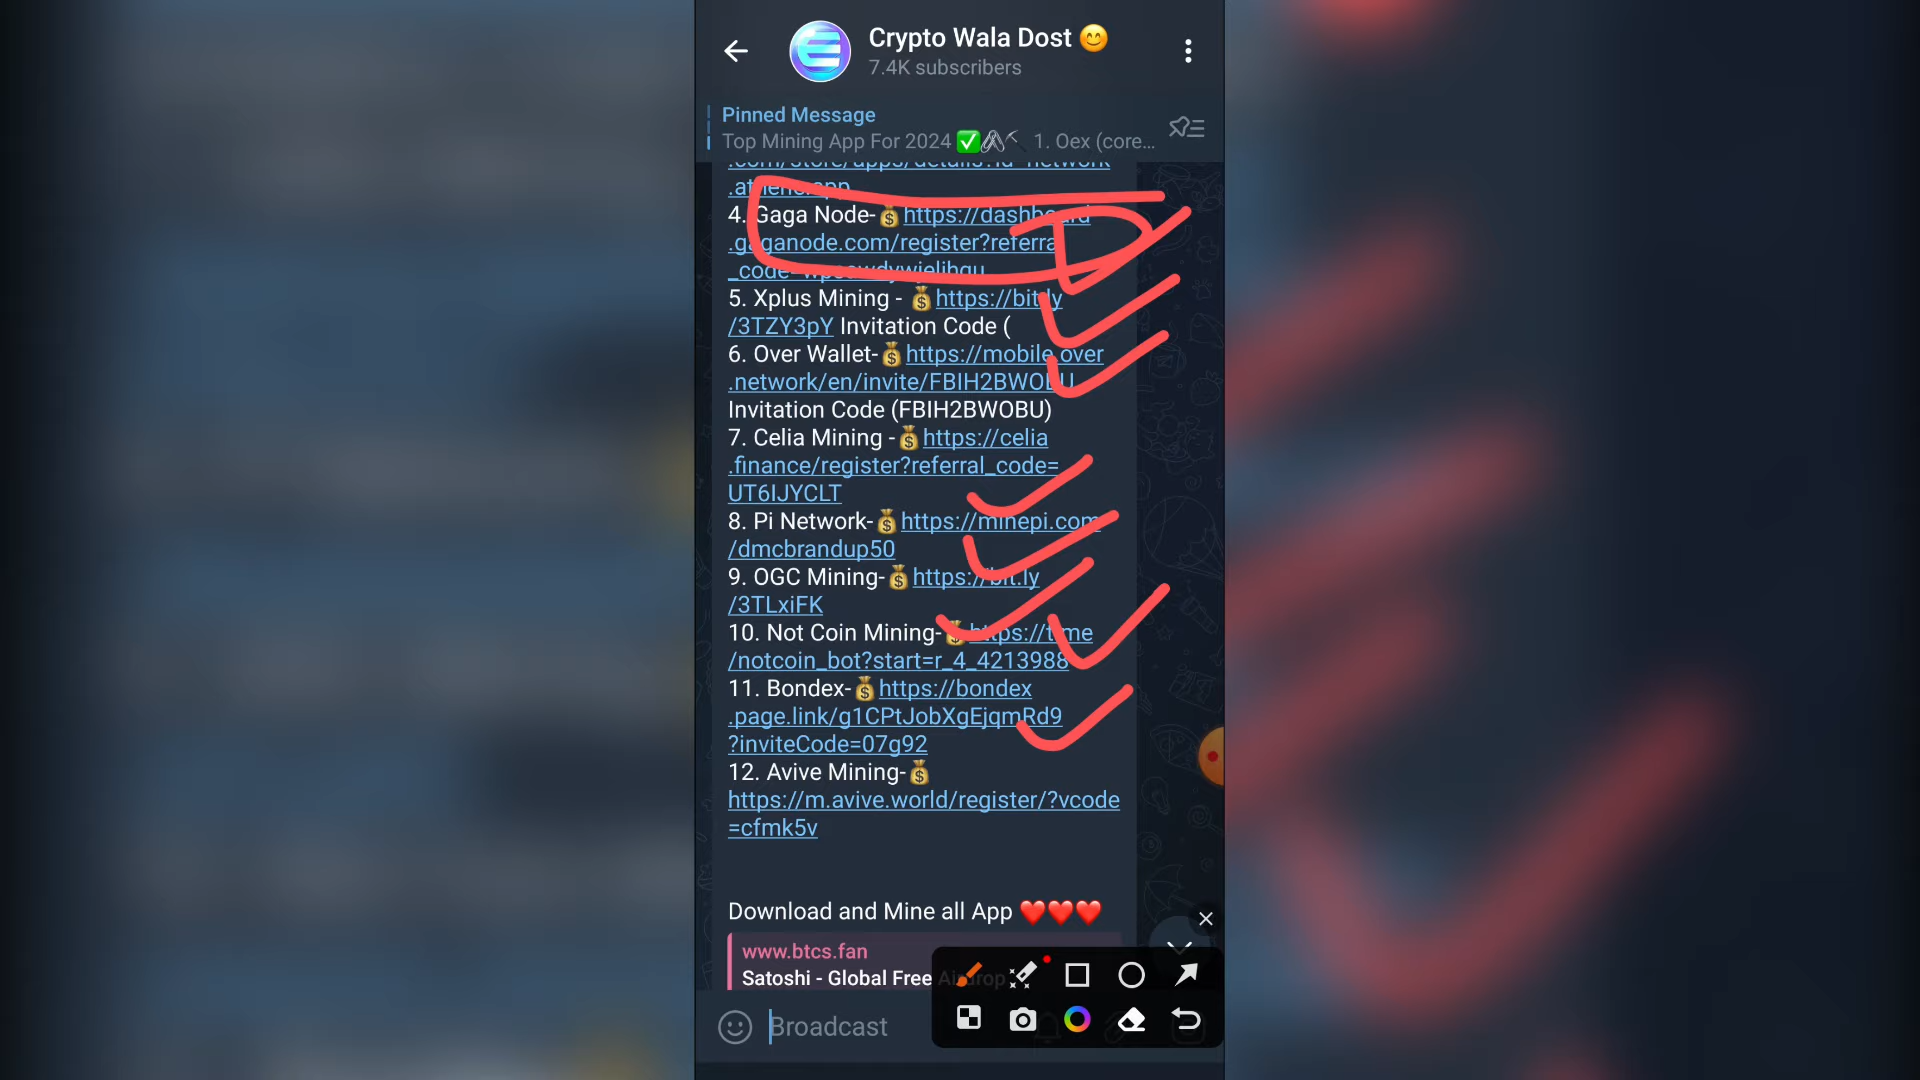 Crypto Wala Dost 😊
7.4K subscribers
Pinned Message
Top Mining App For 2024 ✅ 1. Oex (core...
.com/store/apps/details?id=network
.athene.app
4. Gaga Node-💰https://dashboard
.gaganode.com/register?referral
5. Xplus Mining - 💰https://bit.ly
/3TZY3pY Invitation Code (
6. Over Wallet-💰https://mobile.over
.network/en/invite/FBIH2BWOBU
Invitation Code (FBIH2BWOBU)
7. Celia Mining -💰https://celia
.finance/register?referral_code=
UT6IJYCLT
8. Pi Network-💰https://minepi.com
/dmcbrandup50
9. OGC Mining-💰https://bit.ly
/3TLxiFK
10. Not Coin Mining-💰https://t.me
/notcoin_bot?start=r_4_4213988
11. Bondex-💰https://bondex
.page.link/g1CPtJobXgEjqmRd9
?inviteCode=07g92
12. Avive Mining-💰
https://m.avive.world/register/?vcode
=cfmk5v
Download and Mine all App ❤️❤️❤️
www.btcs.fan
Satoshi - Global Free Airdrop
Broadcast